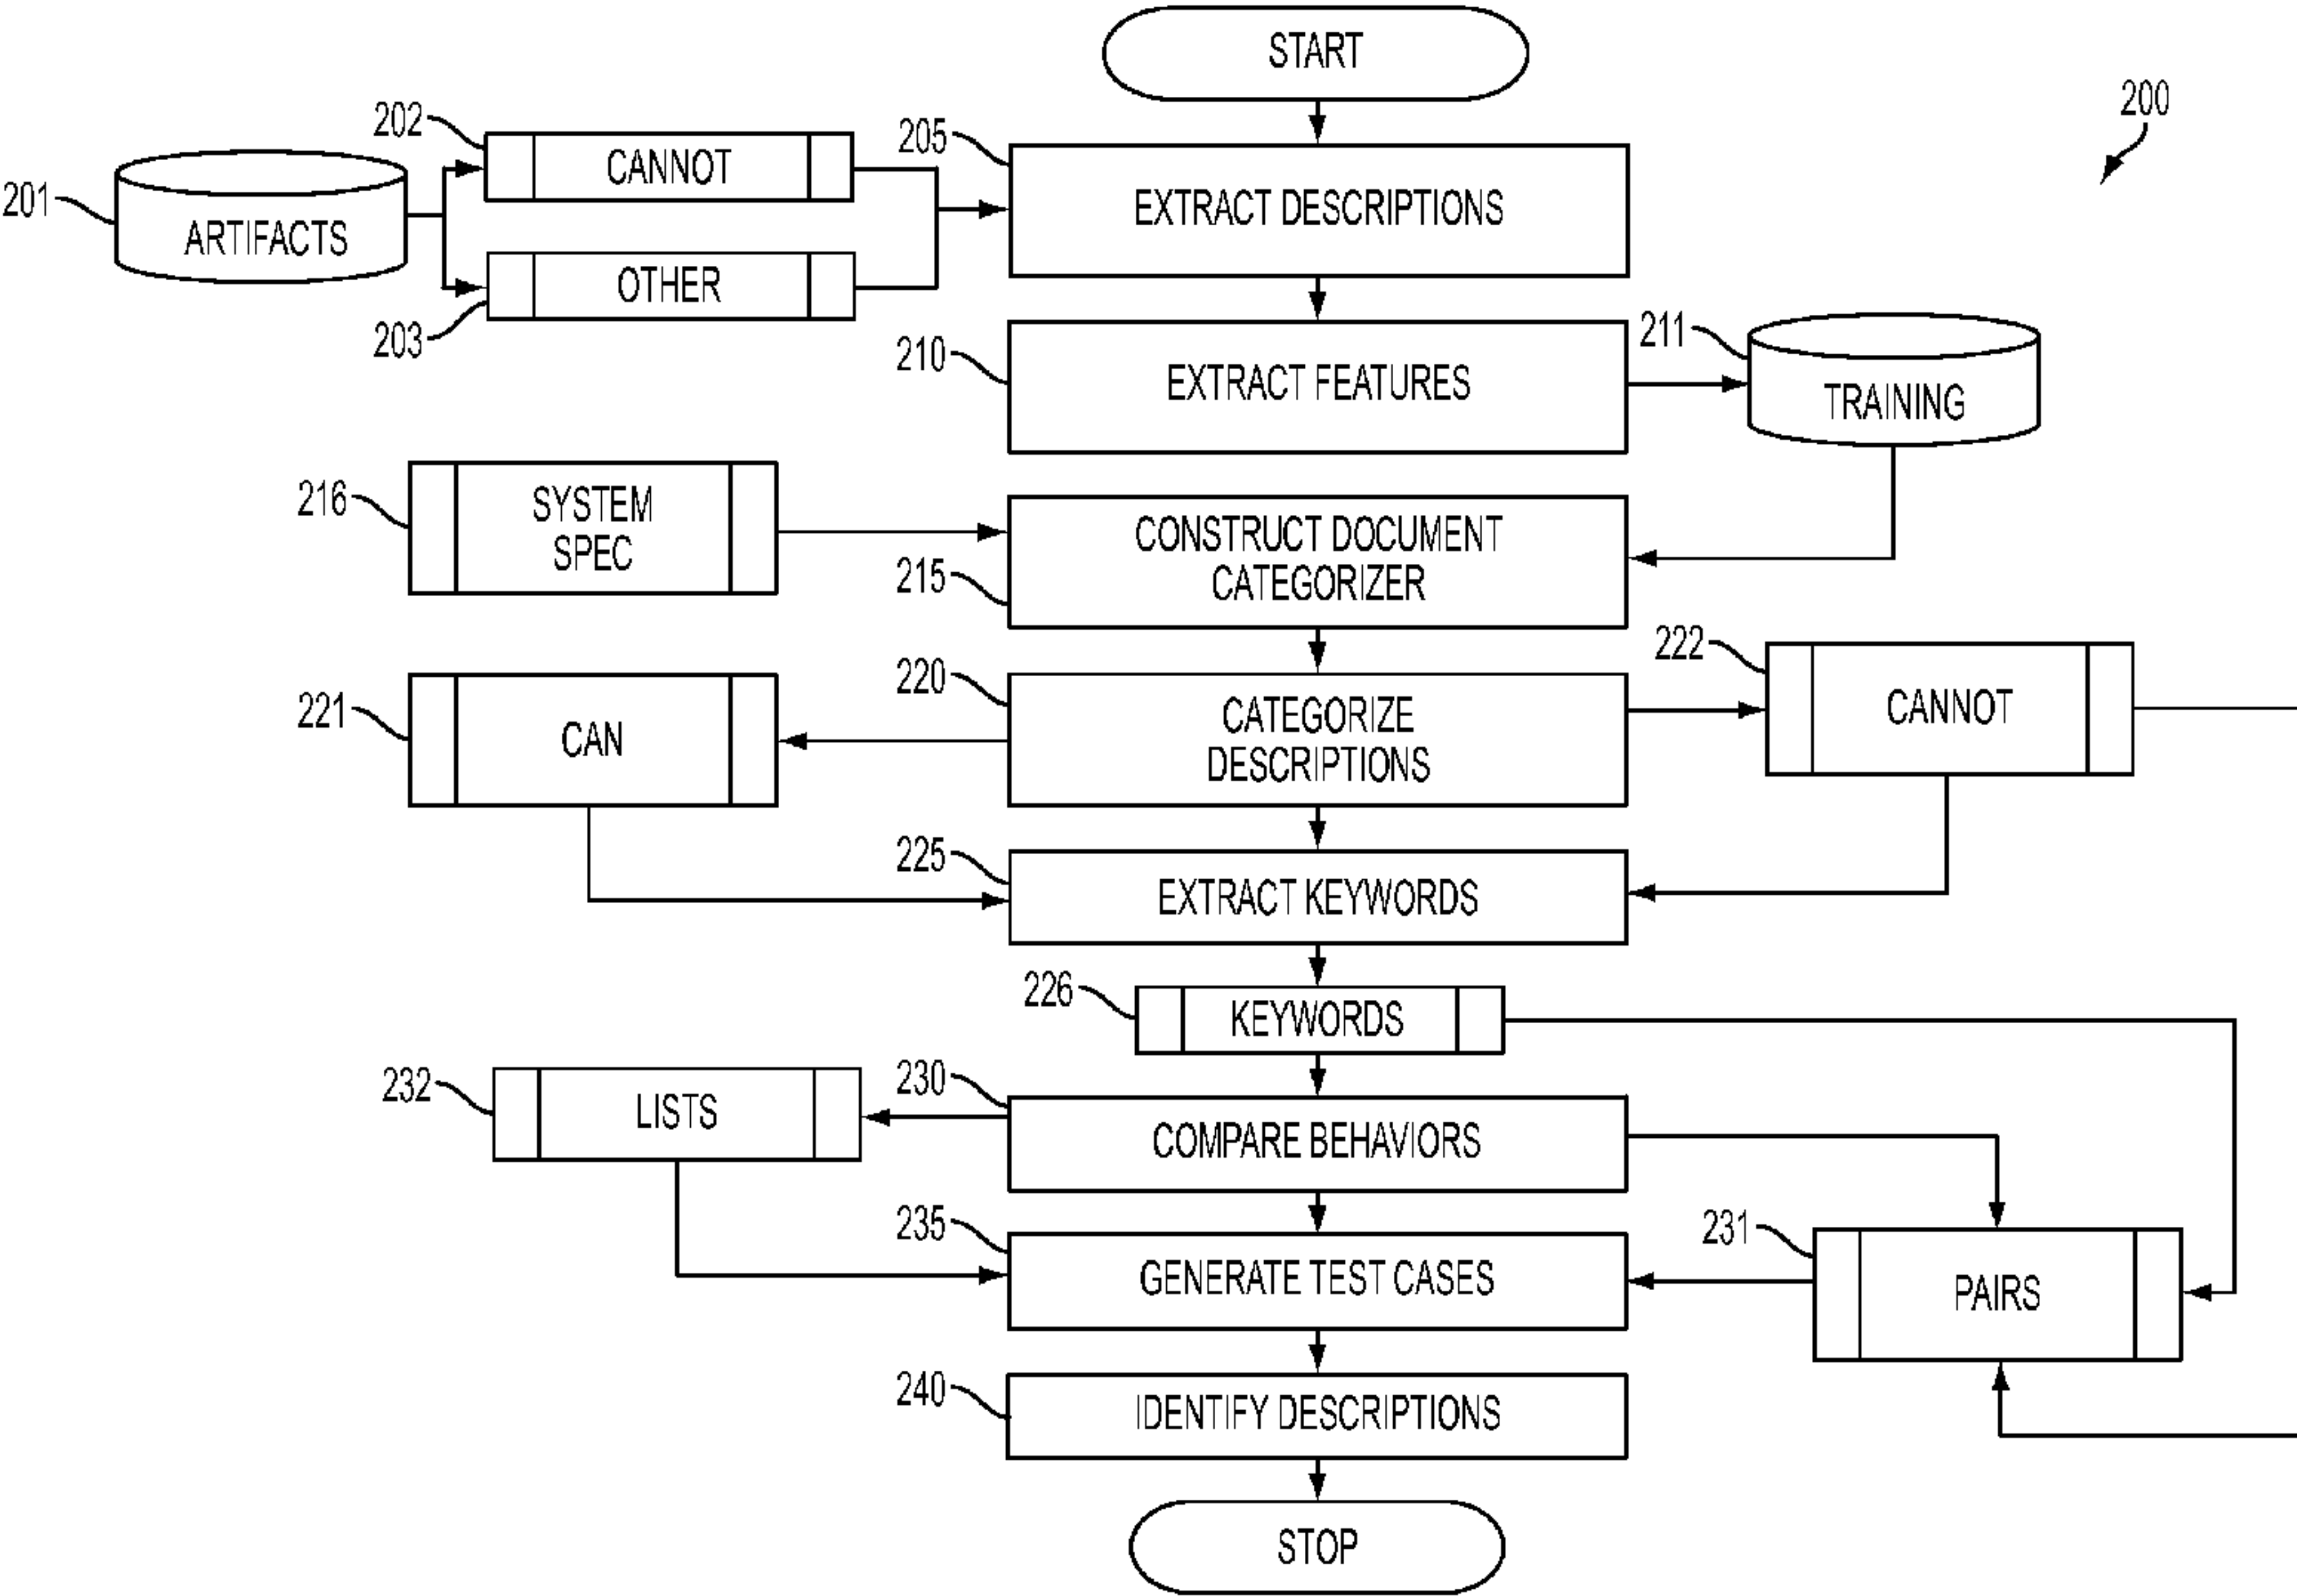 START
200
202
CANNOT
205
201
ARTIFACTS
EXTRACT DESCRIPTIONS
OTHER
203
211
210
EXTRACT FEATURES
TRAINING
216
SYSTEM
SPEC
CONSTRUCT DOCUMENT
CATEGORIZER
215
222
220
221
CAN
CATEGORIZE
DESCRIPTIONS
CANNOT
225
EXTRACT KEYWORDS
226
KEYWORDS
232
LISTS
230
COMPARE BEHAVIORS
235
GENERATE TEST CASES
231
PAIRS
240
IDENTIFY DESCRIPTIONS
STOP